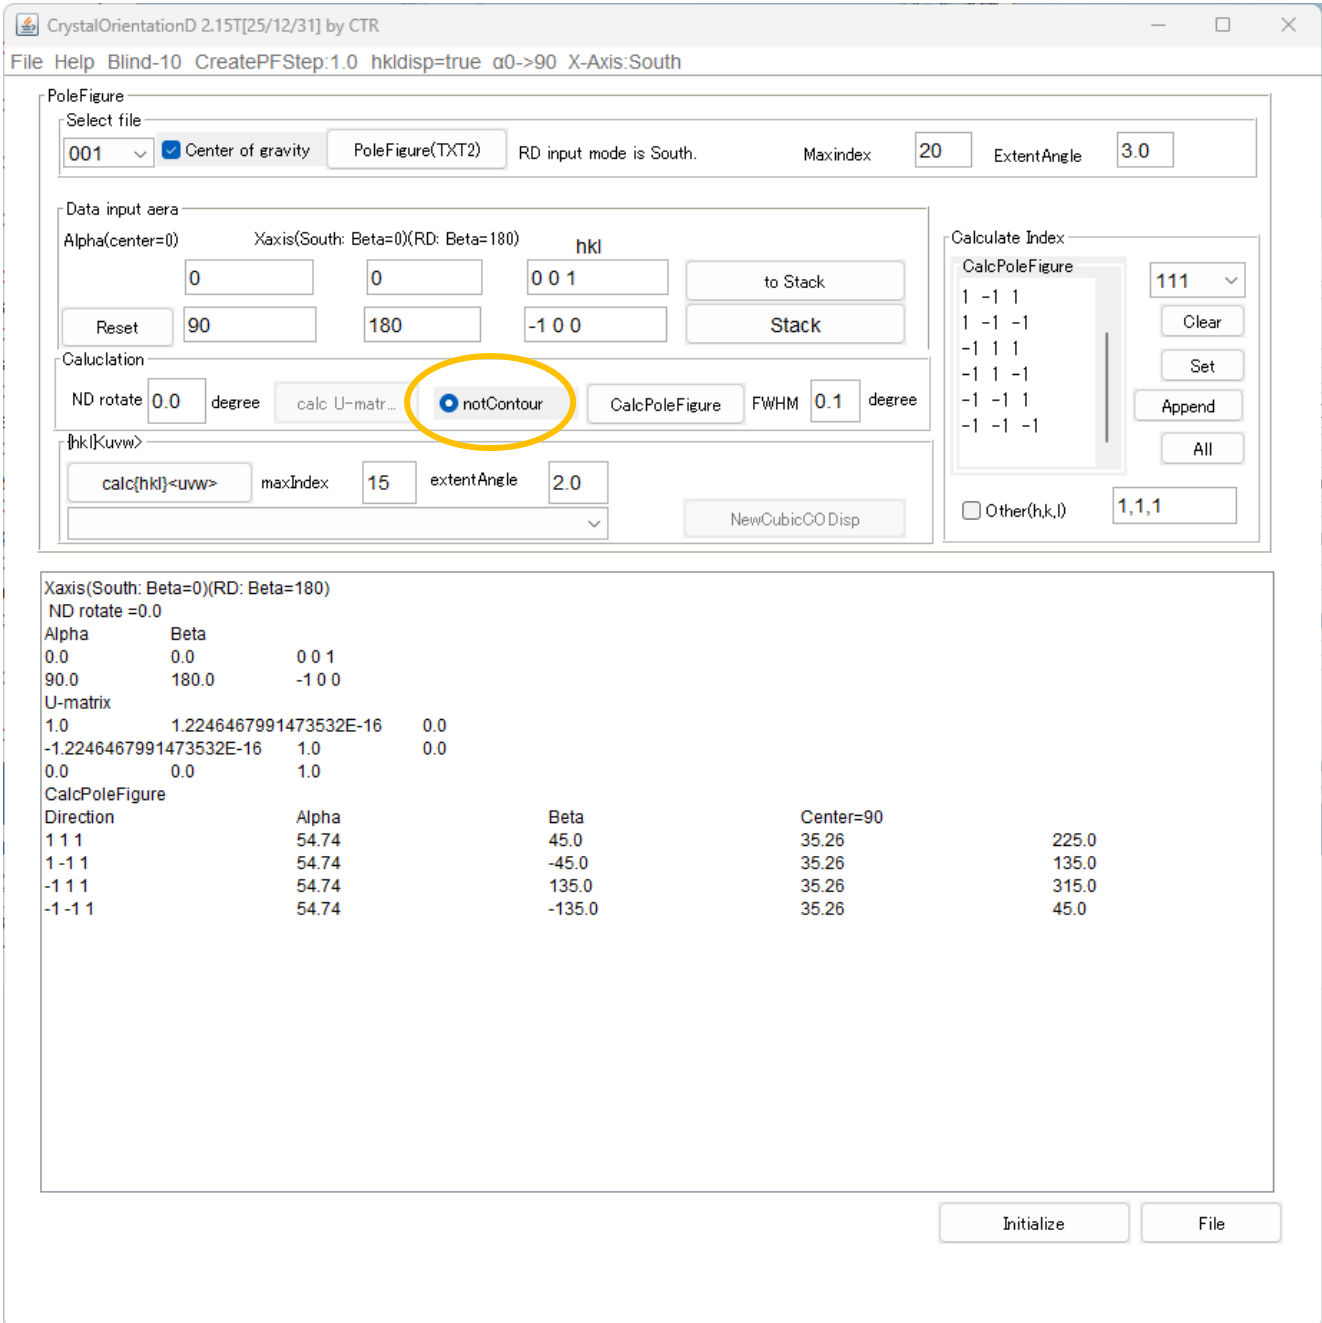 CrystalOrientationD 2.15T[25/12/31] by CTR
File Help Blind-10 CreatePFStep:1.0 hkldisp=true α0->90 X-Axis:South
PoleFigure
Select file
001 Center of gravity PoleFigure(TXT2) RD input mode is South. Maxindex 20 ExtentAngle 3.0
Data input aera
Alpha(center=0) Xaxis(South: Beta=0)(RD: Beta=180) hkl
0 0 0 0 1 to Stack
Reset 90 180 -1 0 0 Stack
Caluclation
ND rotate 0.0 degree calc U-matr... notContour CalcPoleFigure FWHM 0.1 degree
{hkl}<uvw>
calc{hkl}<uvw> maxIndex 15 extentAngle 2.0
NewCubicCODisp
Calculate Index
CalcPoleFigure
1 -1 1
1 -1 -1
-1 1 1
-1 1 -1
-1 -1 1
-1 -1 -1
111
Clear
Set
Append
All
Other(h,k,l) 1,1,1
Xaxis(South: Beta=0)(RD: Beta=180)
ND rotate =0.0
Alpha Beta
0.0 0.0 0 0 1
90.0 180.0 -1 0 0
U-matrix
1.0 1.2246467991473532E-16 0.0
-1.2246467991473532E-16 1.0 0.0
0.0 0.0 1.0
CalcPoleFigure
Direction Alpha Beta Center=90
1 1 1 54.74 45.0 35.26 225.0
1 -1 1 54.74 -45.0 35.26 135.0
-1 1 1 54.74 135.0 35.26 315.0
-1 -1 1 54.74 -135.0 35.26 45.0
Initialize File